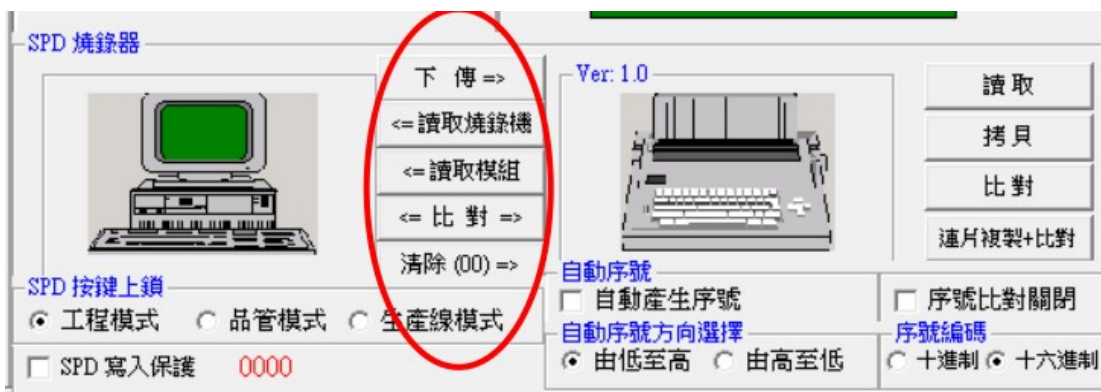 SPD 燒錄器
下 傳 =>
<= 讀取燒錄機
<= 讀取模組
<= 比 對 =>
清除 (00) =>
Ver: 1.0
讀 取
拷 貝
比 對
連片複製+比對
SPD 按鍵上鎖
工程模式 品管模式 生產線模式
SPD 寫入保護 0000
自動序號
自動產生序號
序號比對關閉
自動序號方向選擇
由低至高 由高至低
序號編碼
十進制 十六進制